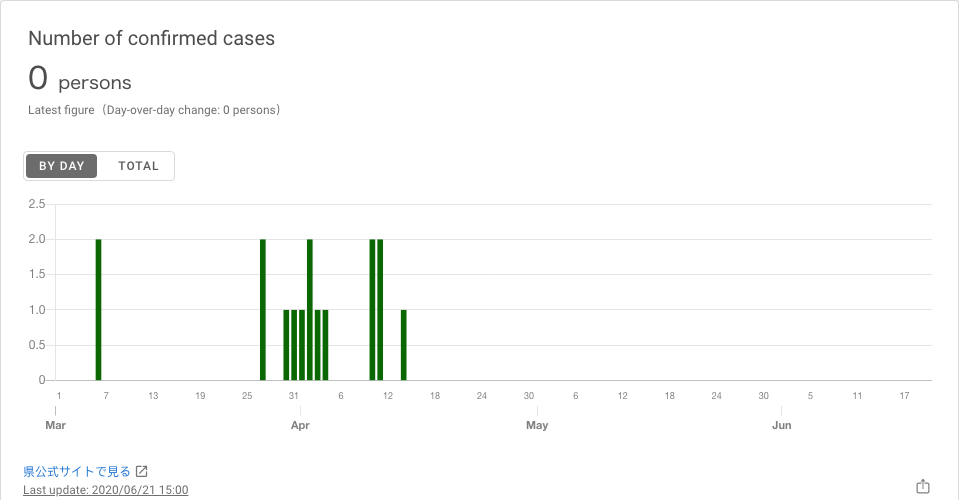 Number of confirmed cases
0 persons
Latest figure（Day-over-day change: 0 persons）
BY DAY TOTAL
2.5
2.0
1.5
1.0
0.5
0
1 7 13 19 25 31 6 12 18 24 30 6 12 18 24 30 5 11 17
Mar Apr May Jun
県公式サイトで見る
Last update: 2020/06/21 15:00